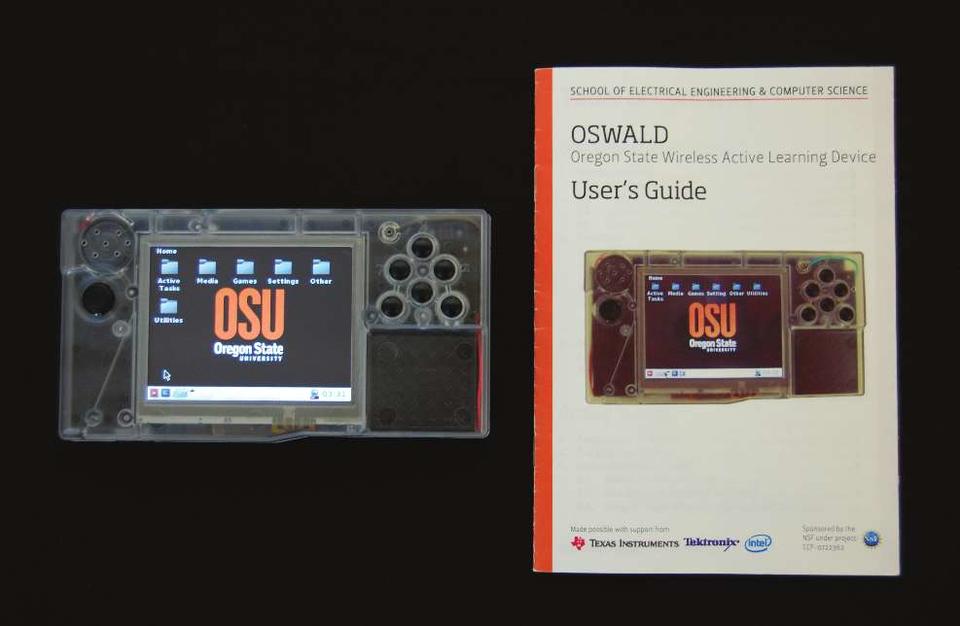 Home
Active Tasks
Media
Games
Settings
Other
Utilities
OSU
Oregon State
UNIVERSITY
SCHOOL OF ELECTRICAL ENGINEERING & COMPUTER SCIENCE
OSWALD
Oregon State Wireless Active Learning Device
User's Guide
Home
Active Tasks
Media
Games
Setting
Other
Utilities
OSU
Oregon State
UNIVERSITY
Made possible with support from
TEXAS INSTRUMENTS
Tektronix
intel
Sponsored by the
NSF under project
NSF